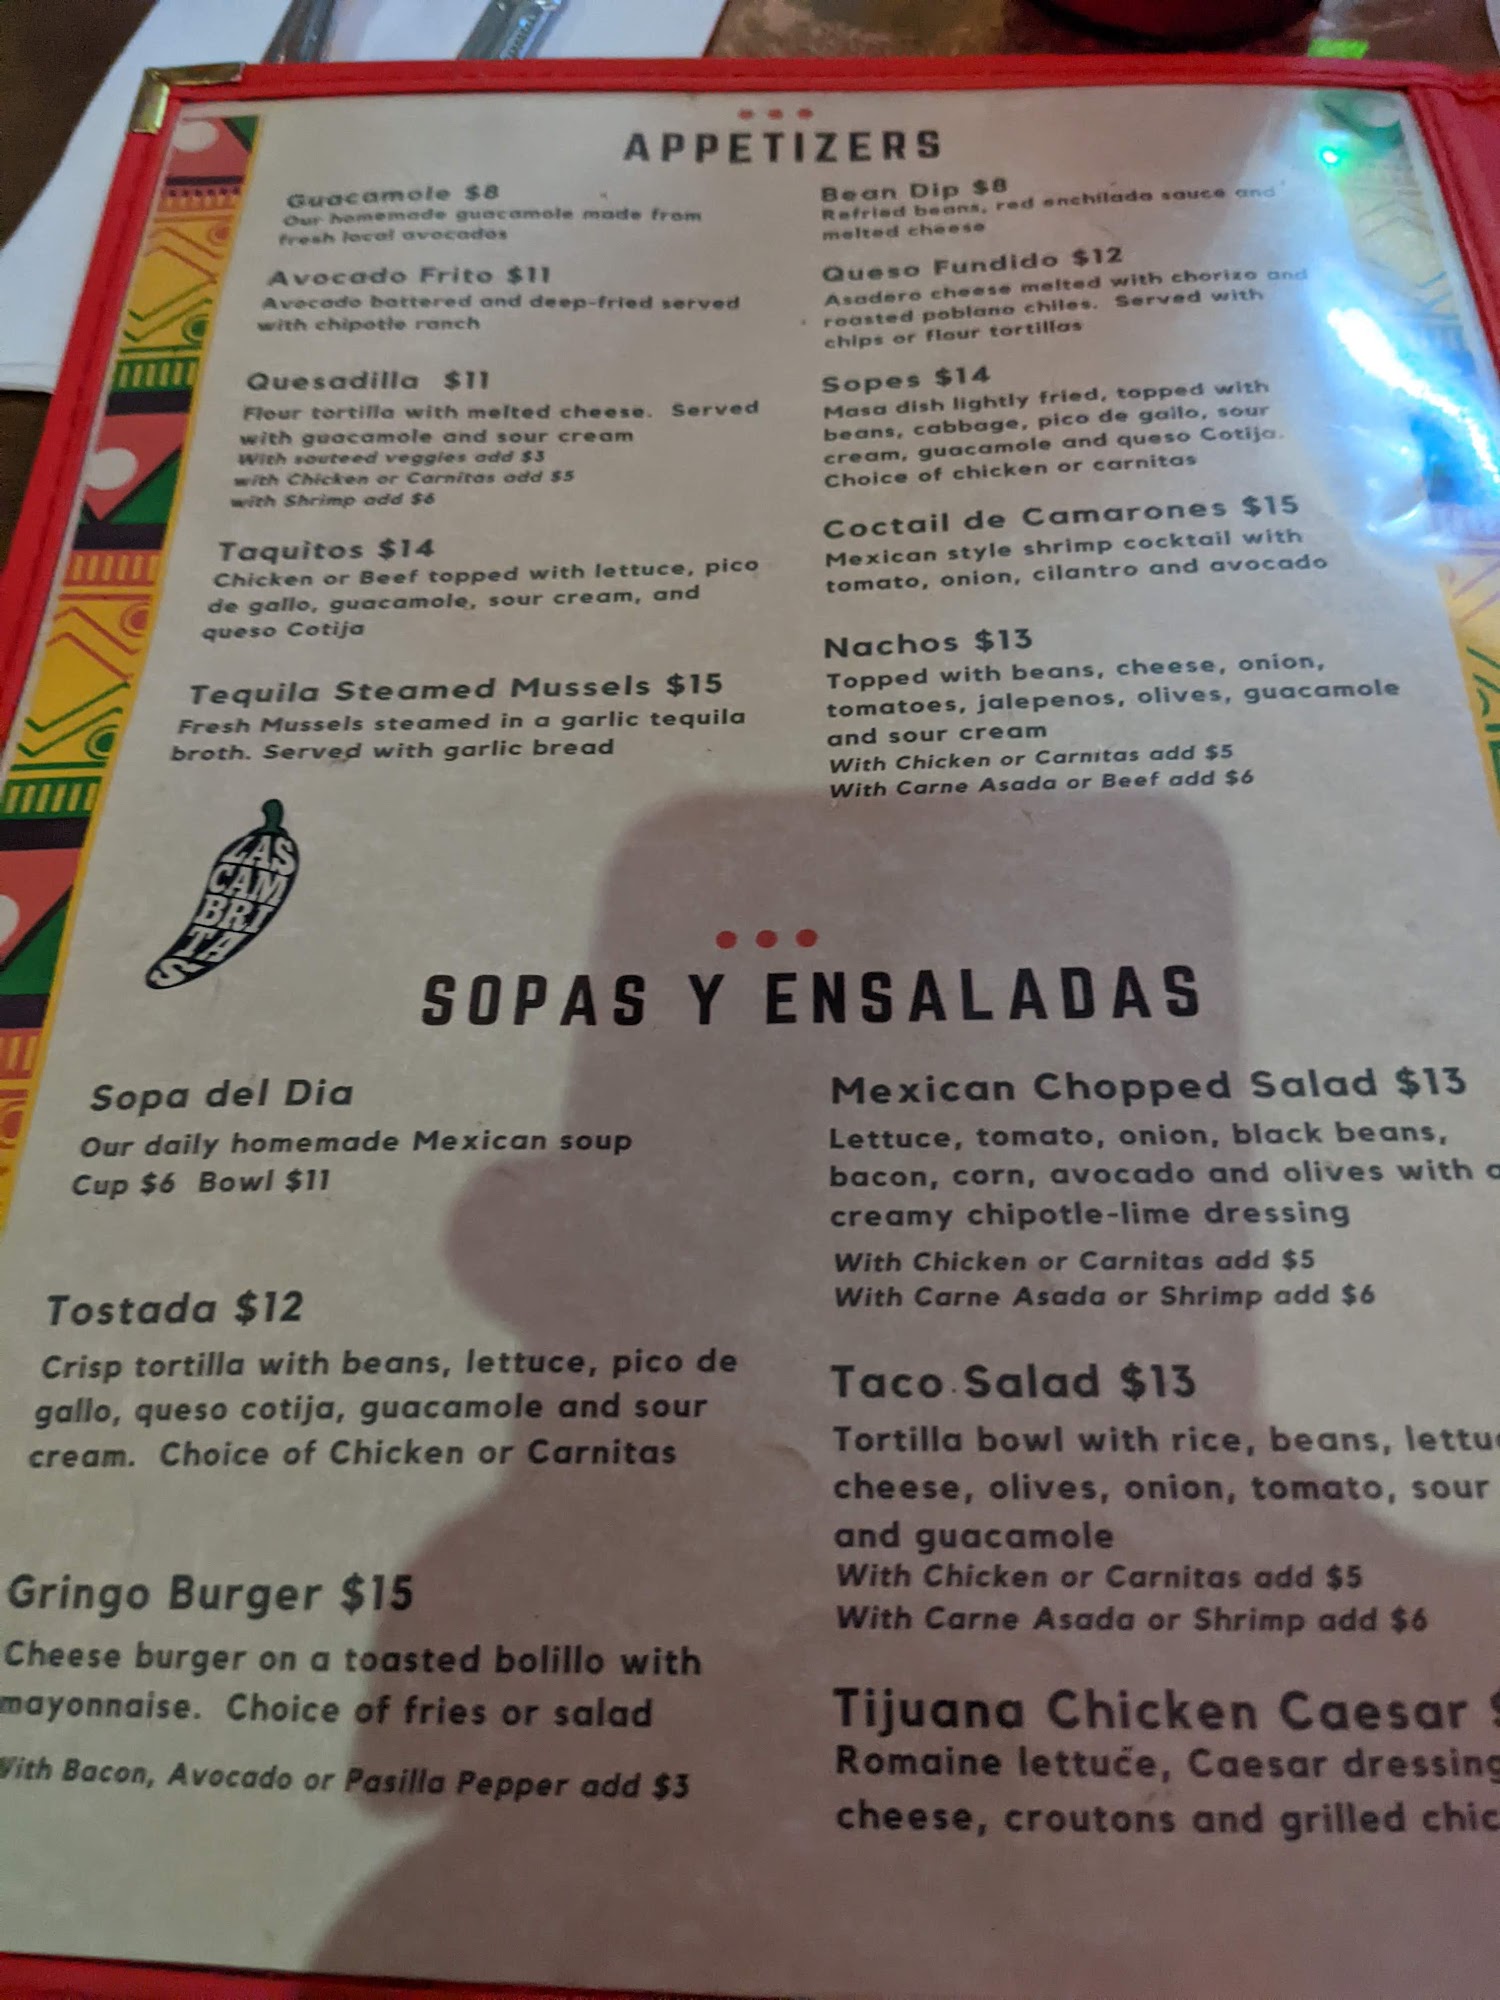 APPETIZERS
Guacamole $8
Our homemade guacamole made from
fresh local avocados
Avocado Frito $11
Avocado battered and deep-fried served
with chipotle ranch
Quesadilla $11
Flour tortilla with melted cheese. Served
with guacamole and sour cream
With sauteed veggies add $3
with Chicken or Carnitas add $5
with Shrimp add $6
Taquitos $14
Chicken or Beef topped with lettuce, pico
de gallo, guacamole, sour cream, and
queso Cotija
Tequila Steamed Mussels $15
Fresh Mussels steamed in a garlic tequila
broth. Served with garlic bread
Bean Dip $8
Refried beans, red enchilada sauce and
melted cheese
Queso Fundido $12
Asadero cheese melted with chorizo and
roasted poblano chiles. Served with
chips or flour tortillas
Sopes $14
Masa dish lightly fried, topped with
beans, cabbage, pico de gallo, sour
cream, guacamole and queso Cotija.
Choice of chicken or carnitas
Coctail de Camarones $15
Mexican style shrimp cocktail with
tomato, onion, cilantro and avocado
Nachos $13
Topped with beans, cheese, onion,
tomatoes, jalepenos, olives, guacamole
and sour cream
With Chicken or Carnitas add $5
With Carne Asada or Beef add $6
LAS
CAM
BRI
TA
S
SOPAS Y ENSALADAS
Sopa del Dia
Our daily homemade Mexican soup
Cup $6 Bowl $11
Tostada $12
Crisp tortilla with beans, lettuce, pico de
gallo, queso cotija, guacamole and sour
cream. Choice of Chicken or Carnitas
Gringo Burger $15
Cheese burger on a toasted bolillo with
mayonnaise. Choice of fries or salad
With Bacon, Avocado or Pasilla Pepper add $3
Mexican Chopped Salad $13
Lettuce, tomato, onion, black beans,
bacon, corn, avocado and olives with a
creamy chipotle-lime dressing
With Chicken or Carnitas add $5
With Carne Asada or Shrimp add $6
Taco Salad $13
Tortilla bowl with rice, beans, lettu
cheese, olives, onion, tomato, sour
and guacamole
With Chicken or Carnitas add $5
With Carne Asada or Shrimp add $6
Tijuana Chicken Caesar $
Romaine lettuce, Caesar dressing
cheese, croutons and grilled chic